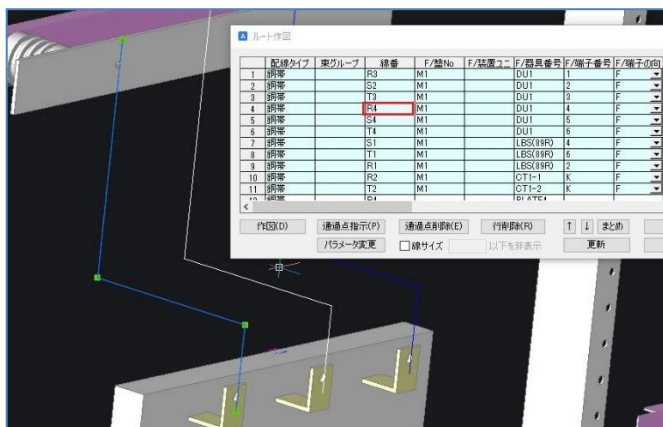 ルート作図
配線タイプ 束グループ 線番 F/盤No F/装置ユニ F/器具番号 F/端子番号 F/端子の向
1 銅帯 R3 M1 DU1 1 F
2 銅帯 S2 M1 DU1 2 F
3 銅帯 T3 M1 DU1 3 F
4 銅帯 R4 M1 DU1 4 F
5 銅帯 S4 M1 DU1 5 F
6 銅帯 T4 M1 DU1 6 F
7 銅帯 S1 M1 LBS(89R) 4 F
8 銅帯 T1 M1 LBS(89R) 6 F
9 銅帯 R1 M1 LBS(89R) 2 F
10 銅帯 R2 M1 CT1-1 K F
11 銅帯 T2 M1 CT1-2 K F
作図(D) 通過点指示(P) 通過点削除(E) 行削除(R) ↑ ↓ まとめ
パラメータ変更 線サイズ 以下を非表示 更新